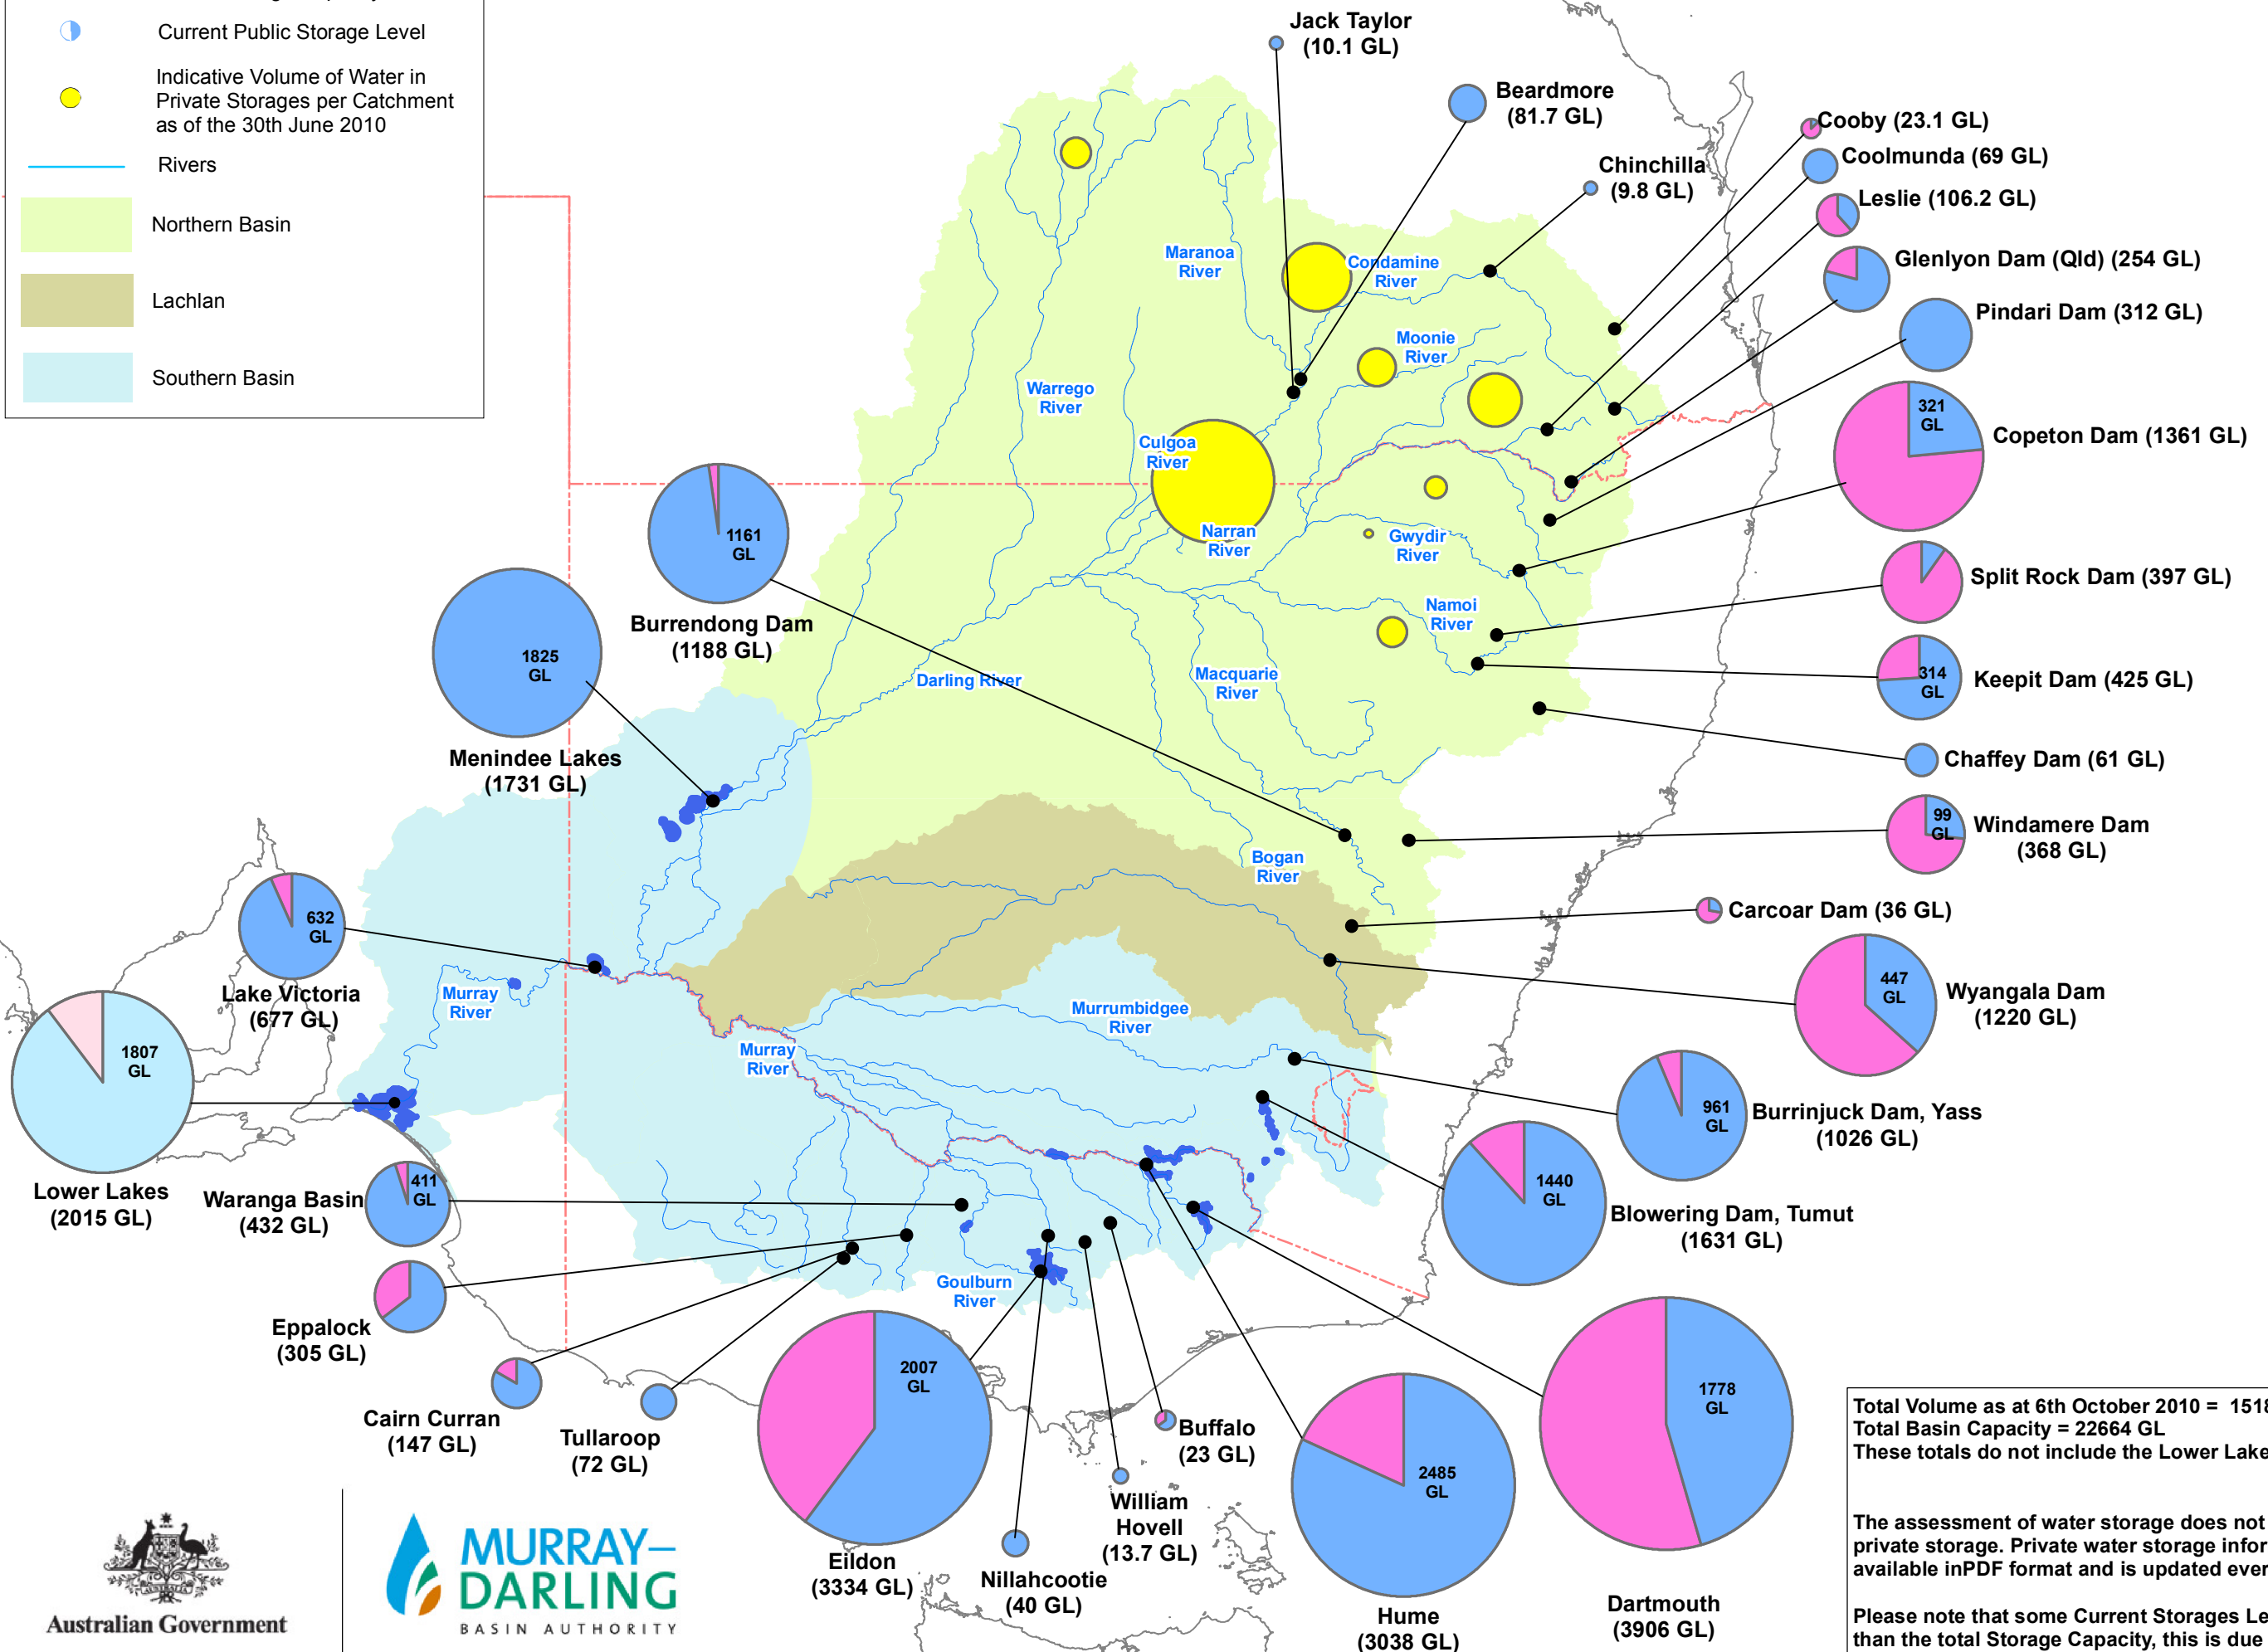 Current Public Storage Level
Indicative Volume of Water in
Private Storages per Catchment
as of the 30th June 2010
Rivers
Northern Basin
Lachlan
Southern Basin
Jack Taylor
(10.1 GL)
Beardmore
(81.7 GL)
Chinchilla
(9.8 GL)
Cooby (23.1 GL)
Coolmunda (69 GL)
Leslie (106.2 GL)
Glenlyon Dam (Qld) (254 GL)
Pindari Dam (312 GL)
321
GL
Copeton Dam (1361 GL)
Split Rock Dam (397 GL)
314
GL
Keepit Dam (425 GL)
Chaffey Dam (61 GL)
99
GL
Windamere Dam
(368 GL)
Carcoar Dam (36 GL)
447
GL
Wyangala Dam
(1220 GL)
961
GL
Burrinjuck Dam, Yass
(1026 GL)
1440
GL
Blowering Dam, Tumut
(1631 GL)
1778
GL
Dartmouth
(3906 GL)
2485
GL
Hume
(3038 GL)
Buffalo
(23 GL)
William
Hovell
(13.7 GL)
Nillahcootie
(40 GL)
2007
GL
Eildon
(3334 GL)
Tullaroop
(72 GL)
Cairn Curran
(147 GL)
Eppalock
(305 GL)
411
GL
Waranga Basin
(432 GL)
1807
GL
Lower Lakes
(2015 GL)
632
GL
Lake Victoria
(677 GL)
1825
GL
Menindee Lakes
(1731 GL)
1161
GL
Burrendong Dam
(1188 GL)
Maranoa
River
Condamine
River
Moonie
River
Warrego
River
Culgoa
River
Narran
River
Gwydir
River
Namoi
River
Macquarie
River
Darling River
Bogan
River
Murrumbidgee
River
Murray
River
Murray
River
Goulburn
River
Total Volume as at 6th October 2010 = 1518
Total Basin Capacity = 22664 GL
These totals do not include the Lower Lake
The assessment of water storage does not
private storage. Private water storage infor
available inPDF format and is updated ever
Please note that some Current Storages Le
than the total Storage Capacity, this is due
Australian Government
MURRAY–
DARLING
BASIN AUTHORITY